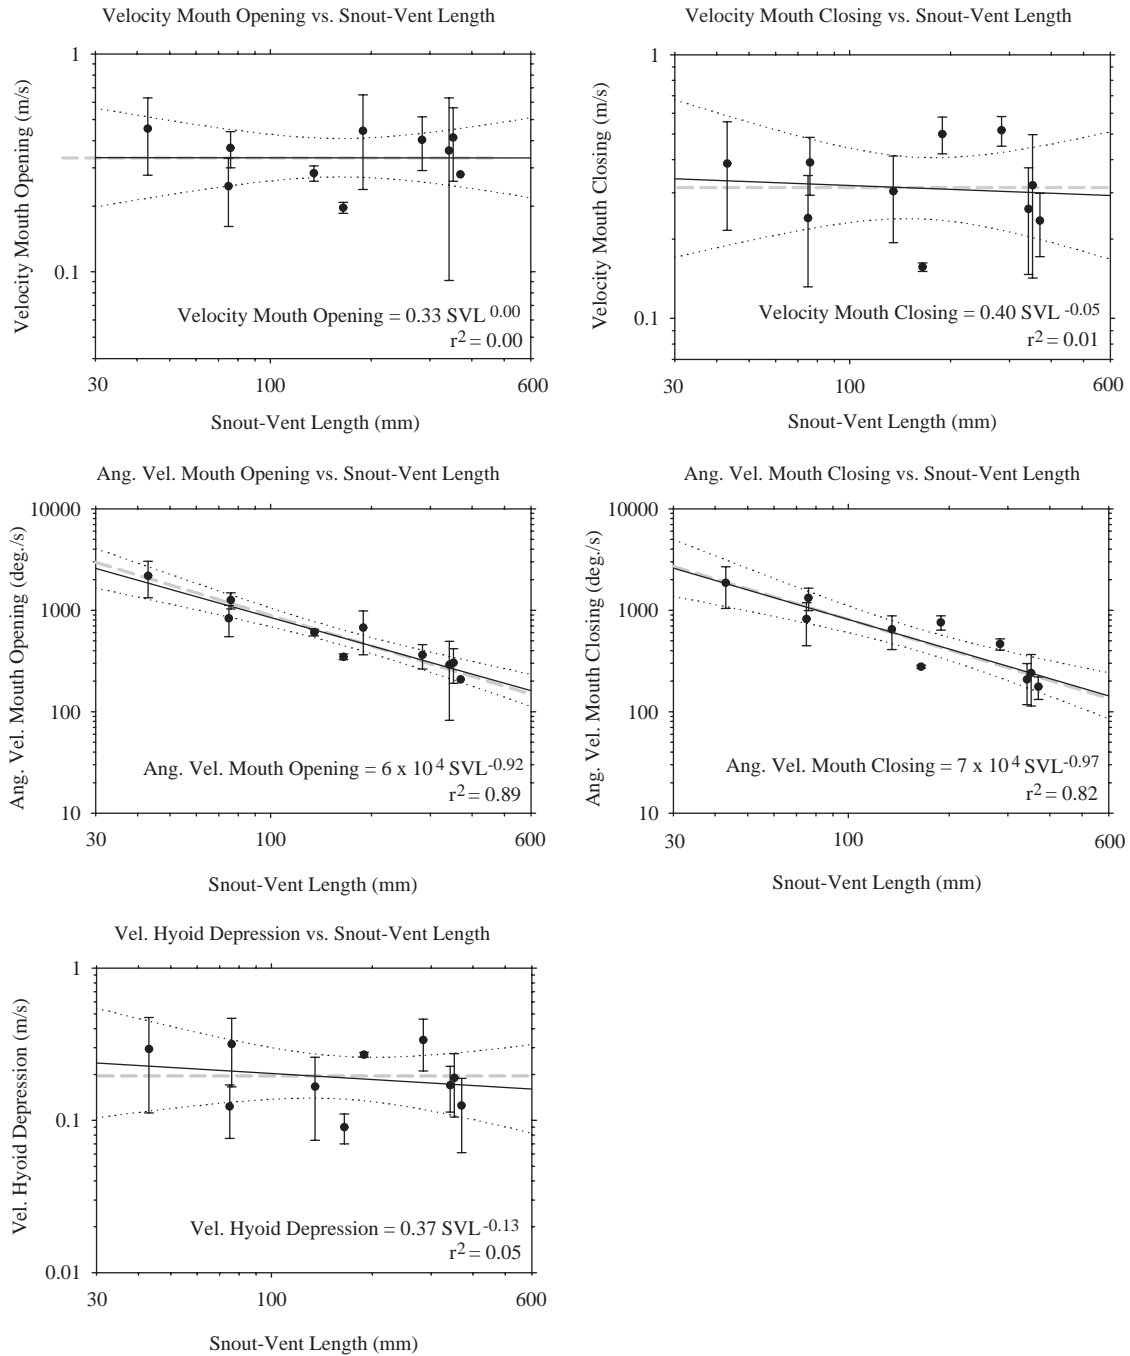 Velocity Mouth Opening vs. Snout-Vent Length
Velocity Mouth Opening (m/s)
1
0.1
Velocity Mouth Opening = 0.33 SVL 0.00
r2 = 0.00
30
100
600
Snout-Vent Length (mm)
Velocity Mouth Closing vs. Snout-Vent Length
Velocity Mouth Closing (m/s)
1
0.1
Velocity Mouth Closing = 0.40 SVL -0.05
r2 = 0.01
30
100
600
Snout-Vent Length (mm)
Ang. Vel. Mouth Opening vs. Snout-Vent Length
Ang. Vel. Mouth Opening (deg./s)
10000
1000
100
10
Ang. Vel. Mouth Opening = 6 x 10 4 SVL-0.92
r2 = 0.89
30
100
600
Snout-Vent Length (mm)
Ang. Vel. Mouth Closing vs. Snout-Vent Length
Ang. Vel. Mouth Closing (deg./s)
10000
1000
100
10
Ang. Vel. Mouth Closing = 7 x 10 4 SVL-0.97
r2 = 0.82
30
100
600
Snout-Vent Length (mm)
Vel. Hyoid Depression vs. Snout-Vent Length
Vel. Hyoid Depression (m/s)
1
0.1
0.01
Vel. Hyoid Depression = 0.37 SVL -0.13
r2 = 0.05
30
100
600
Snout-Vent Length (mm)